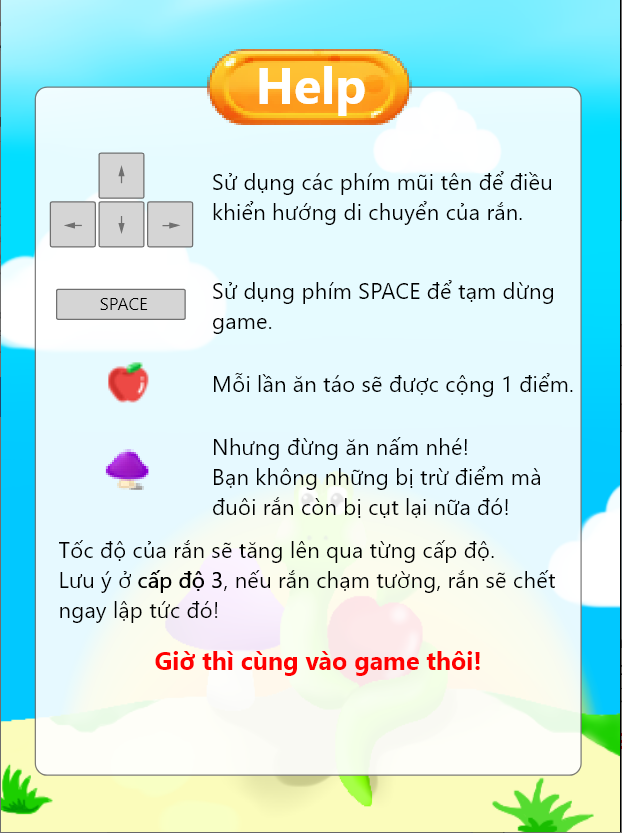 Help
Sử dụng các phím mũi tên để điều
khiển hướng di chuyển của rắn.
SPACE
Sử dụng phím SPACE để tạm dừng
game.
Mỗi lần ăn táo sẽ được cộng 1 điểm.
Nhưng đừng ăn nấm nhé!
Bạn không những bị trừ điểm mà
đuôi rắn còn bị cụt lại nữa đó!
Tốc độ của rắn sẽ tăng lên qua từng cấp độ.
Lưu ý ở cấp độ 3, nếu rắn chạm tường, rắn sẽ chết
ngay lập tức đó!
Giờ thì cùng vào game thôi!